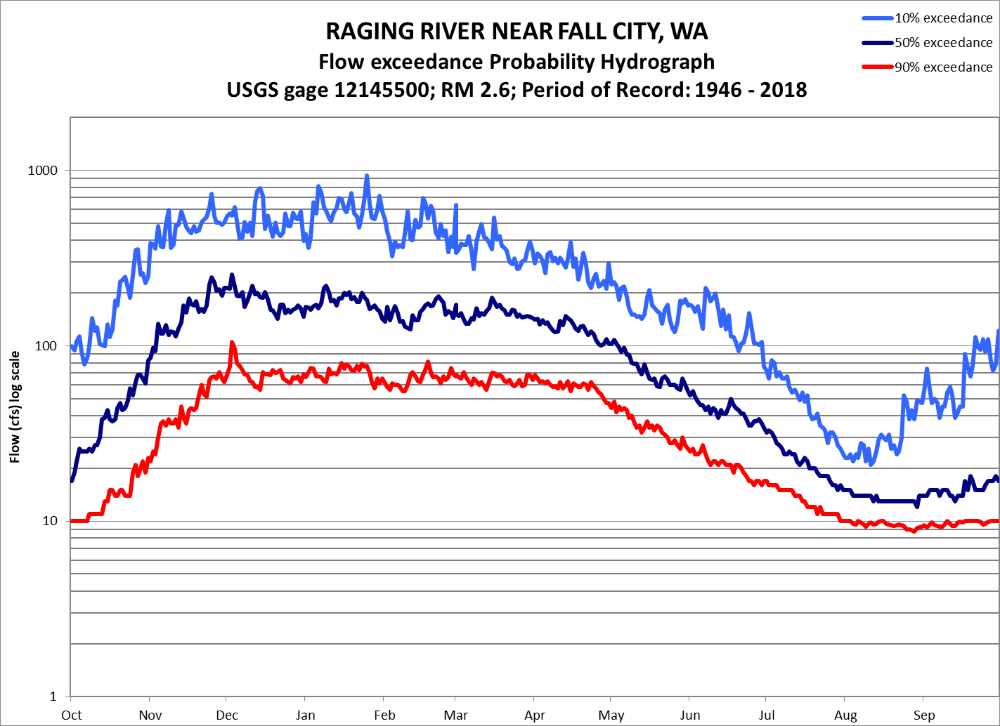 RAGING RIVER NEAR FALL CITY, WA
Flow exceedance Probability Hydrograph
USGS gage 12145500; RM 2.6; Period of Record: 1946 - 2018
10% exceedance
50% exceedance
90% exceedance
Flow (cfs) log scale
1000
100
10
1
Oct Nov Dec Jan Feb Mar Apr May Jun Jul Aug Sep